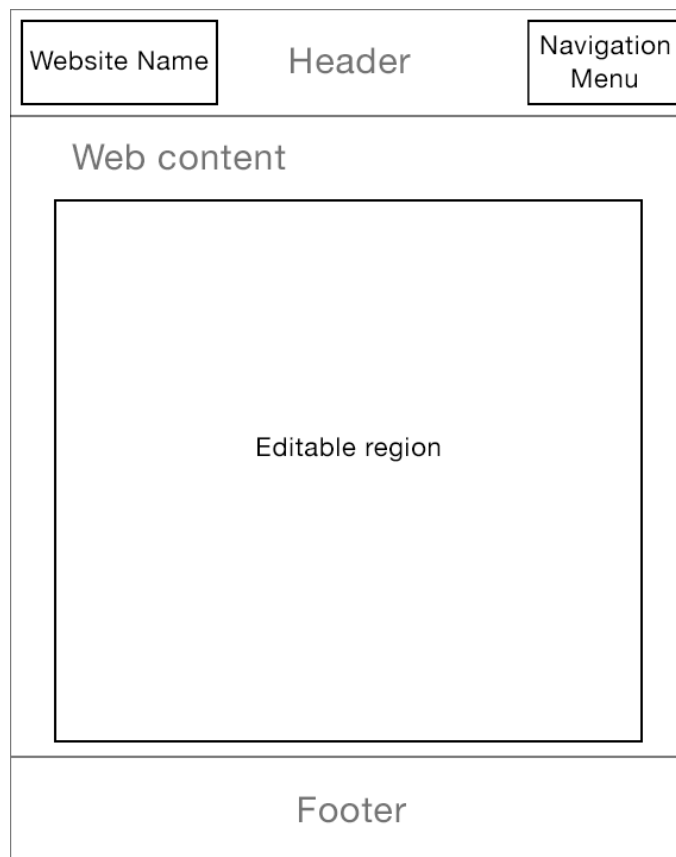 Website Name
Header
Navigation
Menu
Web content
Editable region
Footer